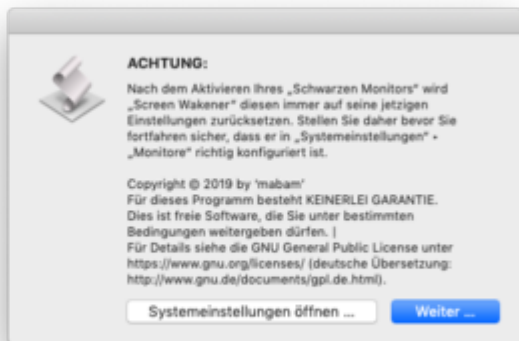 ACHTUNG:
Nach dem Aktivieren Ihres „Schwarzen Monitors“ wird
„Screen Wakener“ diesen immer auf seine jetzigen
Einstellungen zurücksetzen. Stellen Sie daher bevor Sie
fortfahren sicher, dass er in „Systemeinstellungen“ -
„Monitore“ richtig konfiguriert ist.
Copyright © 2019 by 'mabam'
Für dieses Programm besteht KEINERLEI GARANTIE.
Dies ist freie Software, die Sie unter bestimmten
Bedingungen weitergeben dürfen. |
Für Details siehe die GNU General Public License unter
https://www.gnu.org/licenses/ (deutsche Übersetzung:
http://www.gnu.de/documents/gpl.de.html).
Systemeinstellungen öffnen ...
Weiter ...